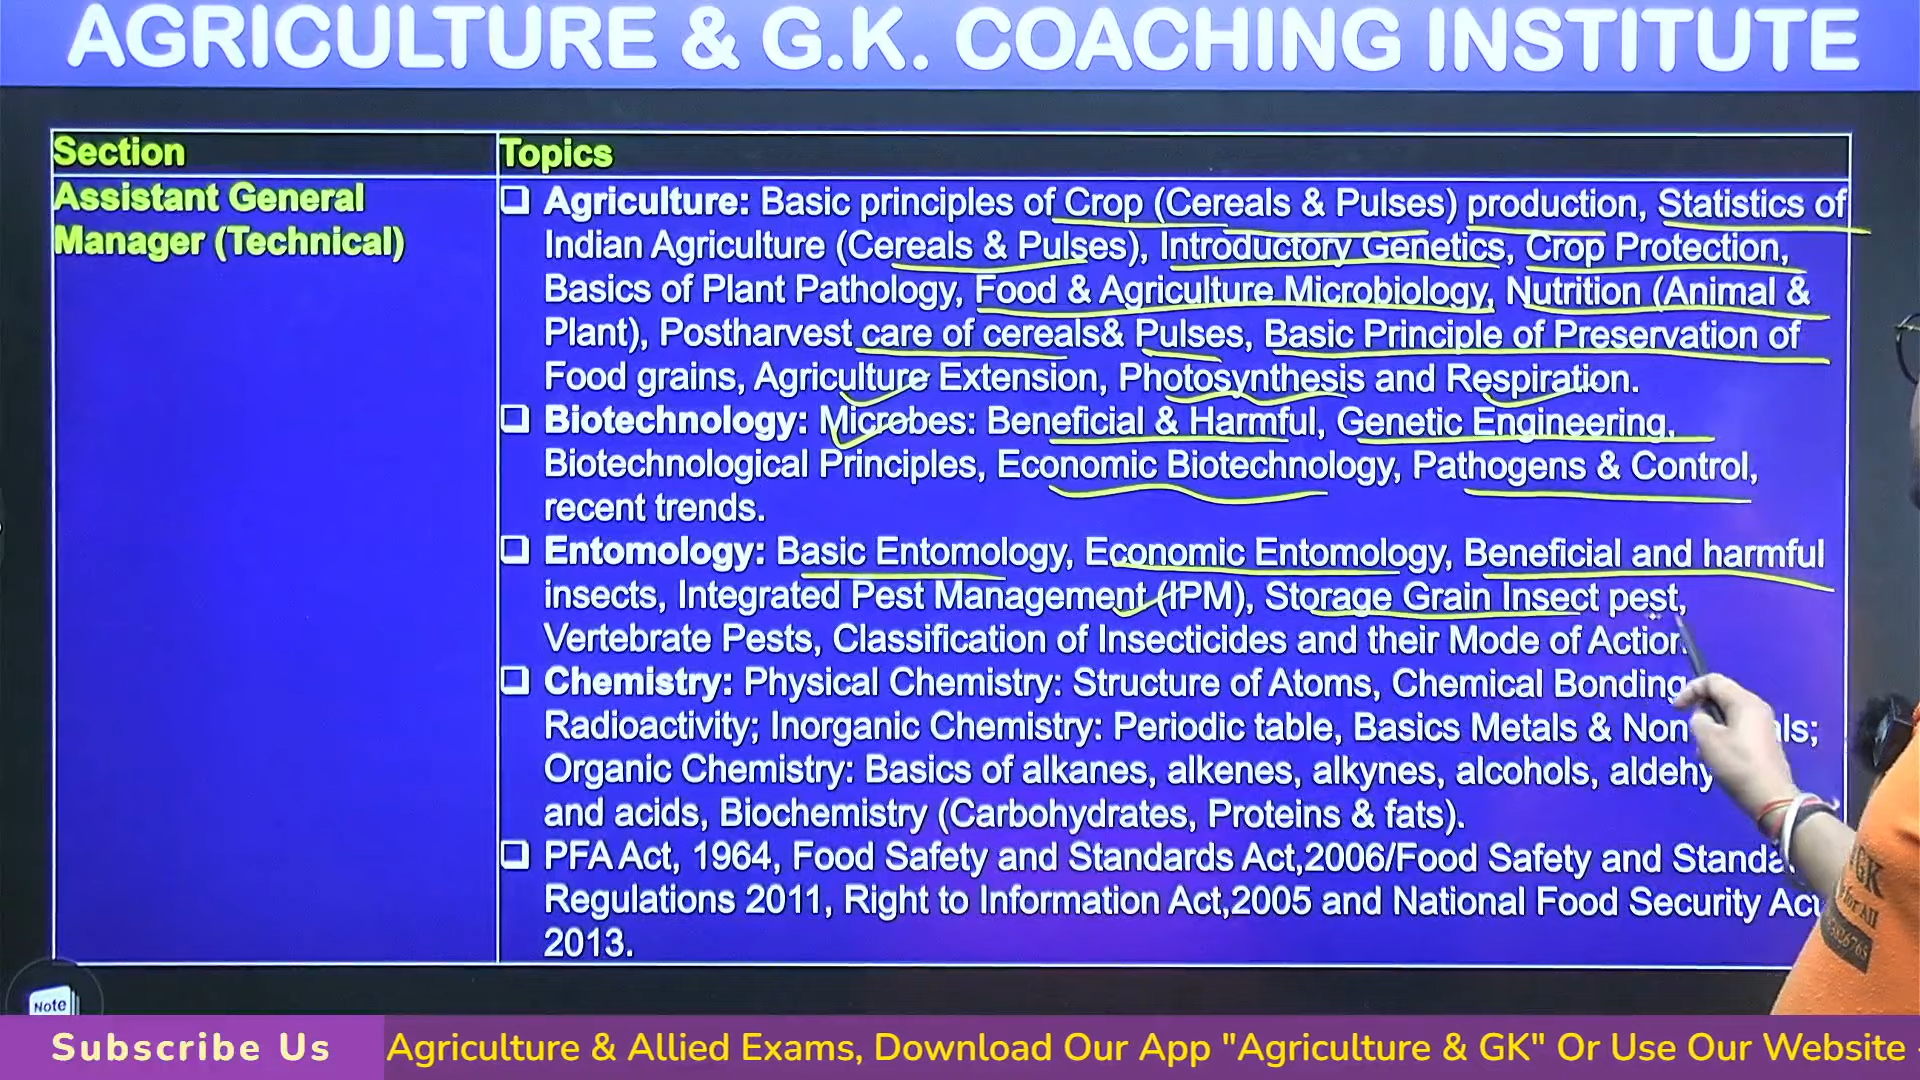 AGRICULTURE & G.K. COACHING INSTITUTE
Section
Topics
Assistant General
Manager (Technical)
Agriculture: Basic principles of Crop (Cereals & Pulses) production, Statistics of
Indian Agriculture (Cereals & Pulses), Introductory Genetics, Crop Protection,
Basics of Plant Pathology, Food & Agriculture Microbiology, Nutrition (Animal &
Plant), Postharvest care of cereals& Pulses, Basic Principle of Preservation of
Food grains, Agriculture Extension, Photosynthesis and Respiration.
Biotechnology: Microbes: Beneficial & Harmful, Genetic Engineering,
Biotechnological Principles, Economic Biotechnology, Pathogens & Control,
recent trends.
Entomology: Basic Entomology, Economic Entomology, Beneficial and harmful
insects, Integrated Pest Management (IPM), Storage Grain Insect pest,
Vertebrate Pests, Classification of Insecticides and their Mode of Action
Chemistry: Physical Chemistry: Structure of Atoms, Chemical Bonding
Radioactivity; Inorganic Chemistry: Periodic table, Basics Metals & Non
Organic Chemistry: Basics of alkanes, alkenes, alkynes, alcohols, aldehy
and acids, Biochemistry (Carbohydrates, Proteins & fats).
PFA Act, 1964, Food Safety and Standards Act,2006/Food Safety and Standa
Regulations 2011, Right to Information Act,2005 and National Food Security Act
2013.
GK
for All
Note
Subscribe Us
Agriculture & Allied Exams, Download Our App "Agriculture & GK" Or Use Our Website